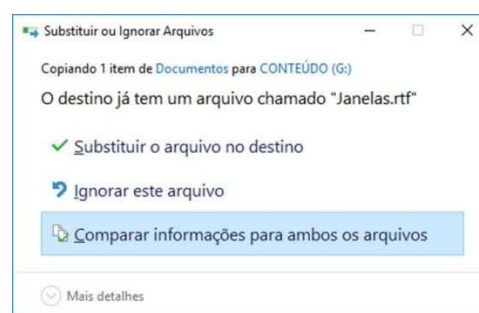 Substituir ou Ignorar Arquivos
Copiando 1 item de Documentos para CONTEÚDO (G:)
O destino já tem um arquivo chamado "Janelas.rtf"
Substituir o arquivo no destino
Ignorar este arquivo
Comparar informações para ambos os arquivos
Mais detalhes